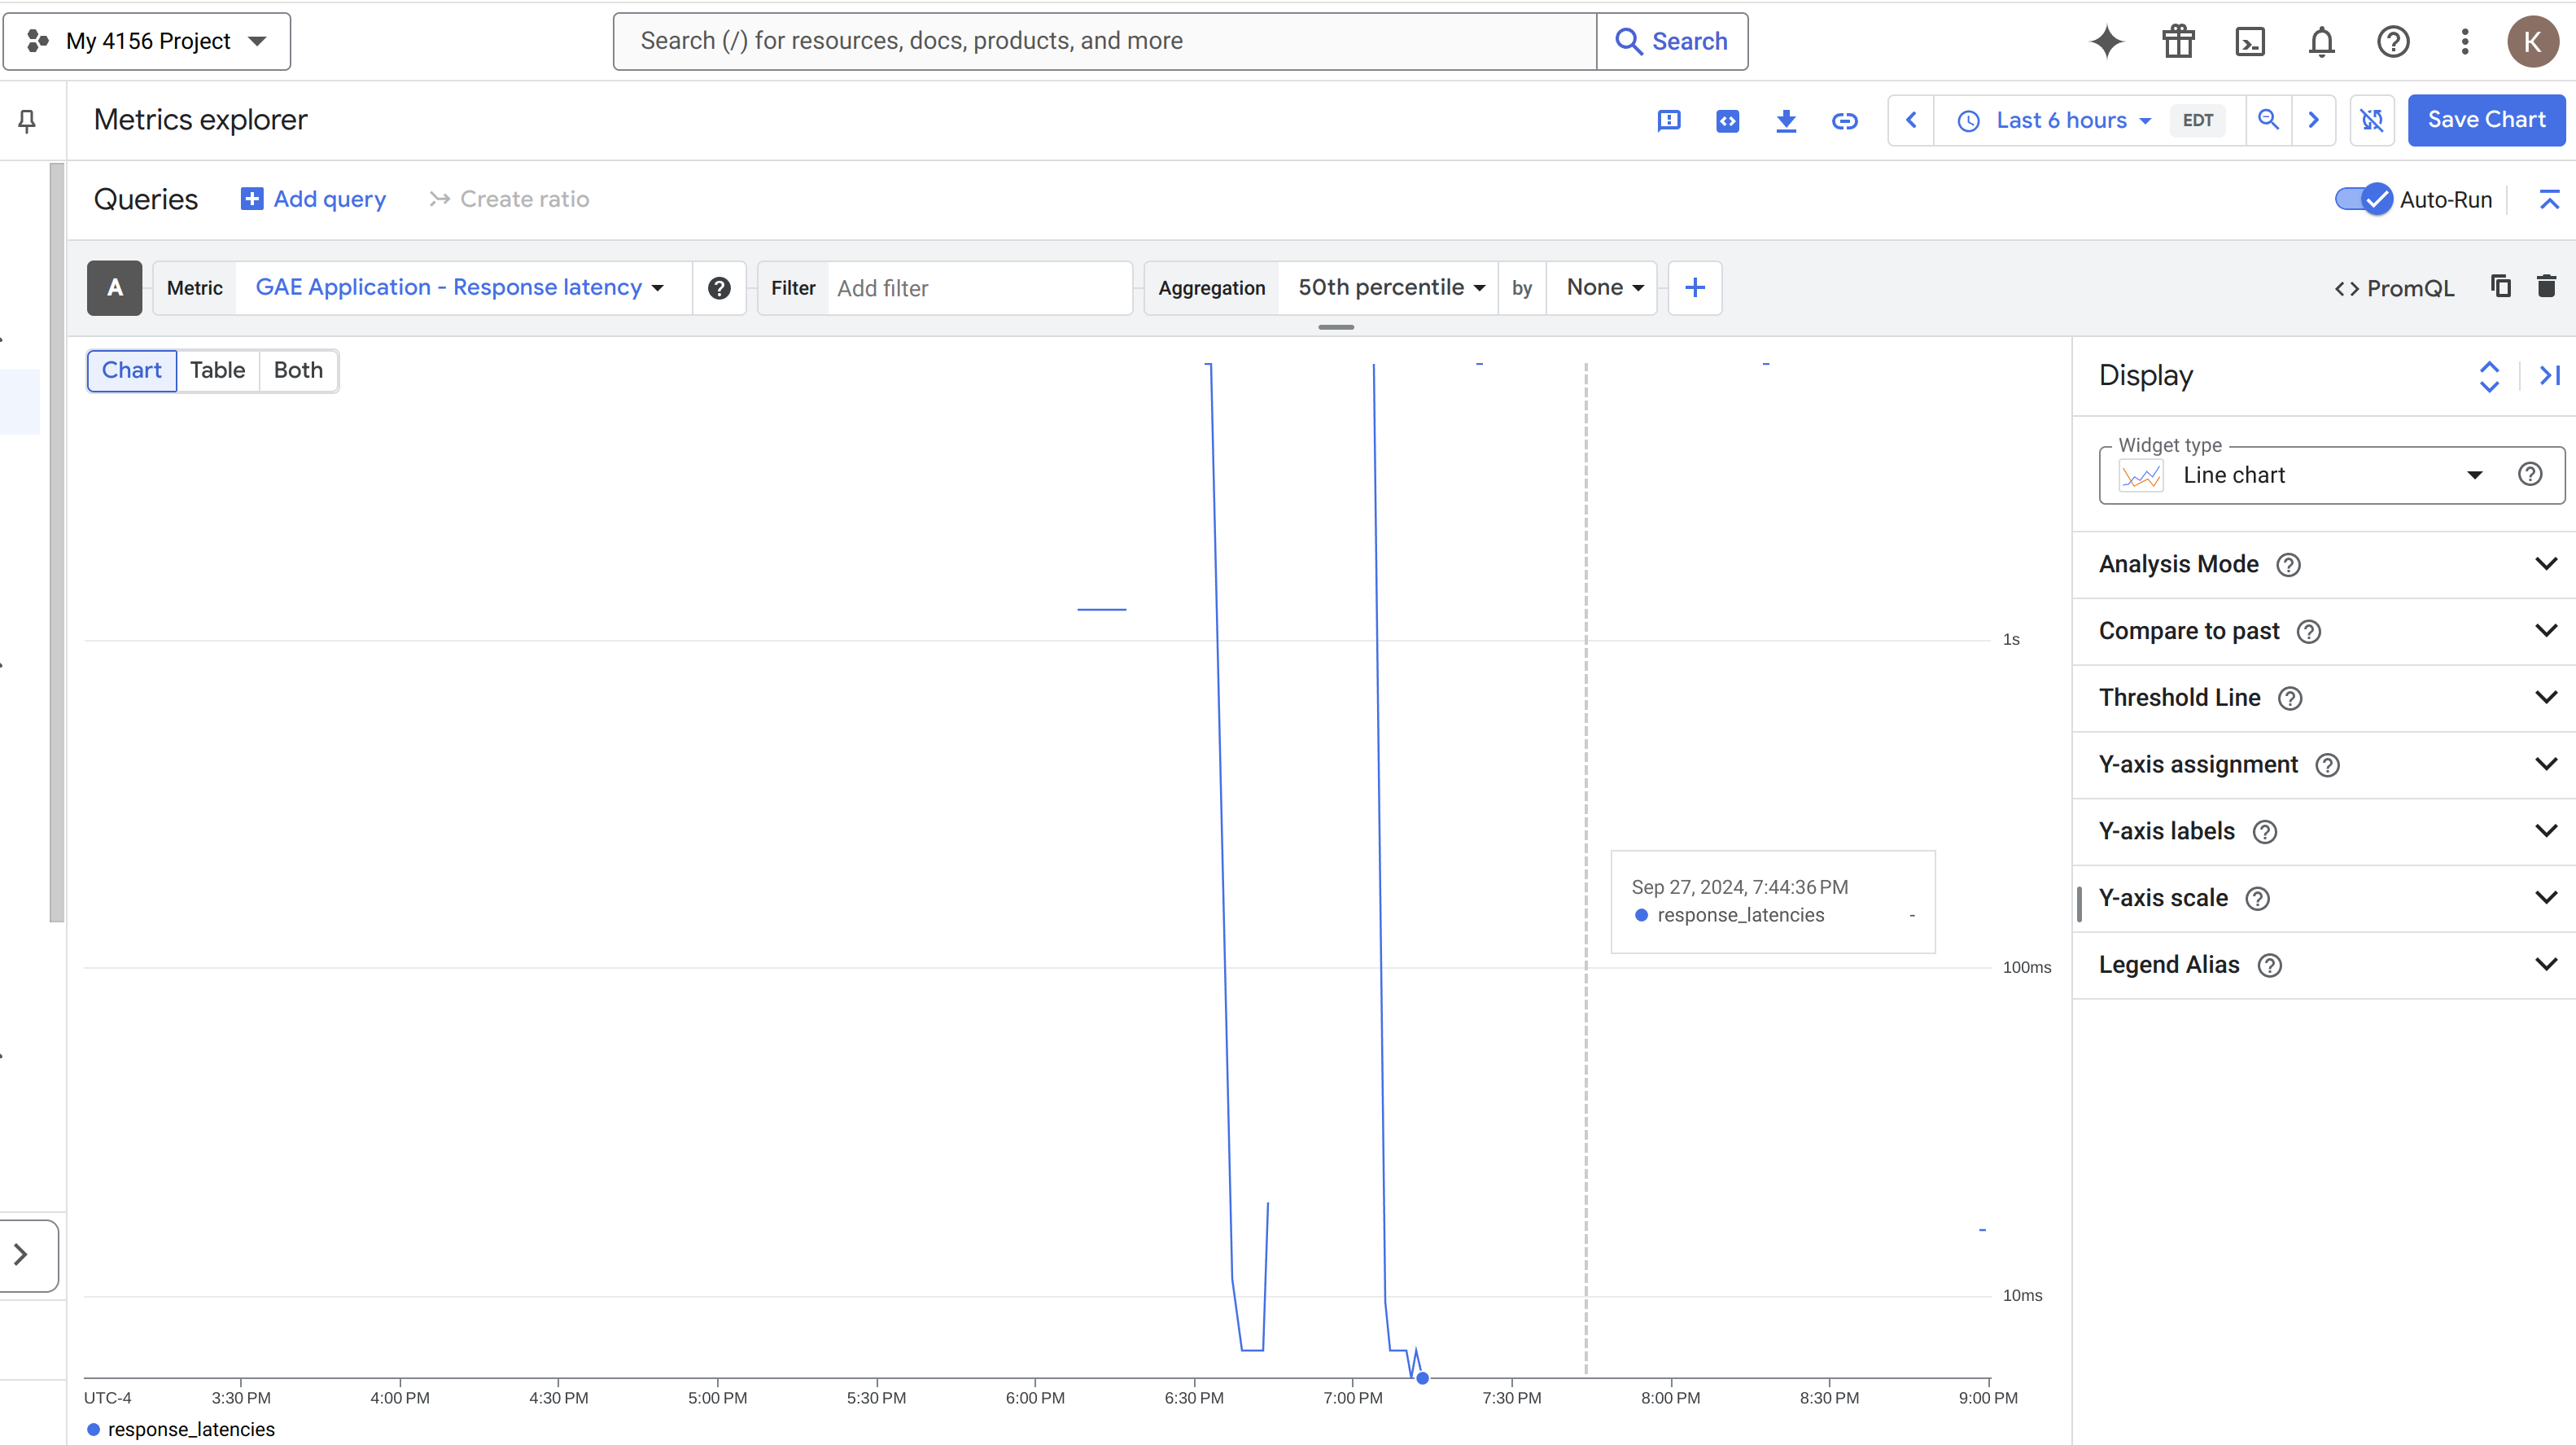 My 4156 Project
Search (/) for resources, docs, products, and more
Search
K
Metrics explorer
Last 6 hours
EDT
Save Chart
Queries
Add query
Create ratio
Auto-Run
A
Metric
GAE Application - Response latency
Filter
Add filter
Aggregation
50th percentile
by
None
<> PromQL
Chart
Table
Both
Display
Widget type
Line chart
Analysis Mode
Compare to past
Threshold Line
Y-axis assignment
Y-axis labels
Y-axis scale
Legend Alias
1s
100ms
10ms
Sep 27, 2024, 7:44:36 PM
response_latencies -
UTC-4 3:30 PM 4:00 PM 4:30 PM 5:00 PM 5:30 PM 6:00 PM 6:30 PM 7:00 PM 7:30 PM 8:00 PM 8:30 PM 9:00 PM
response_latencies